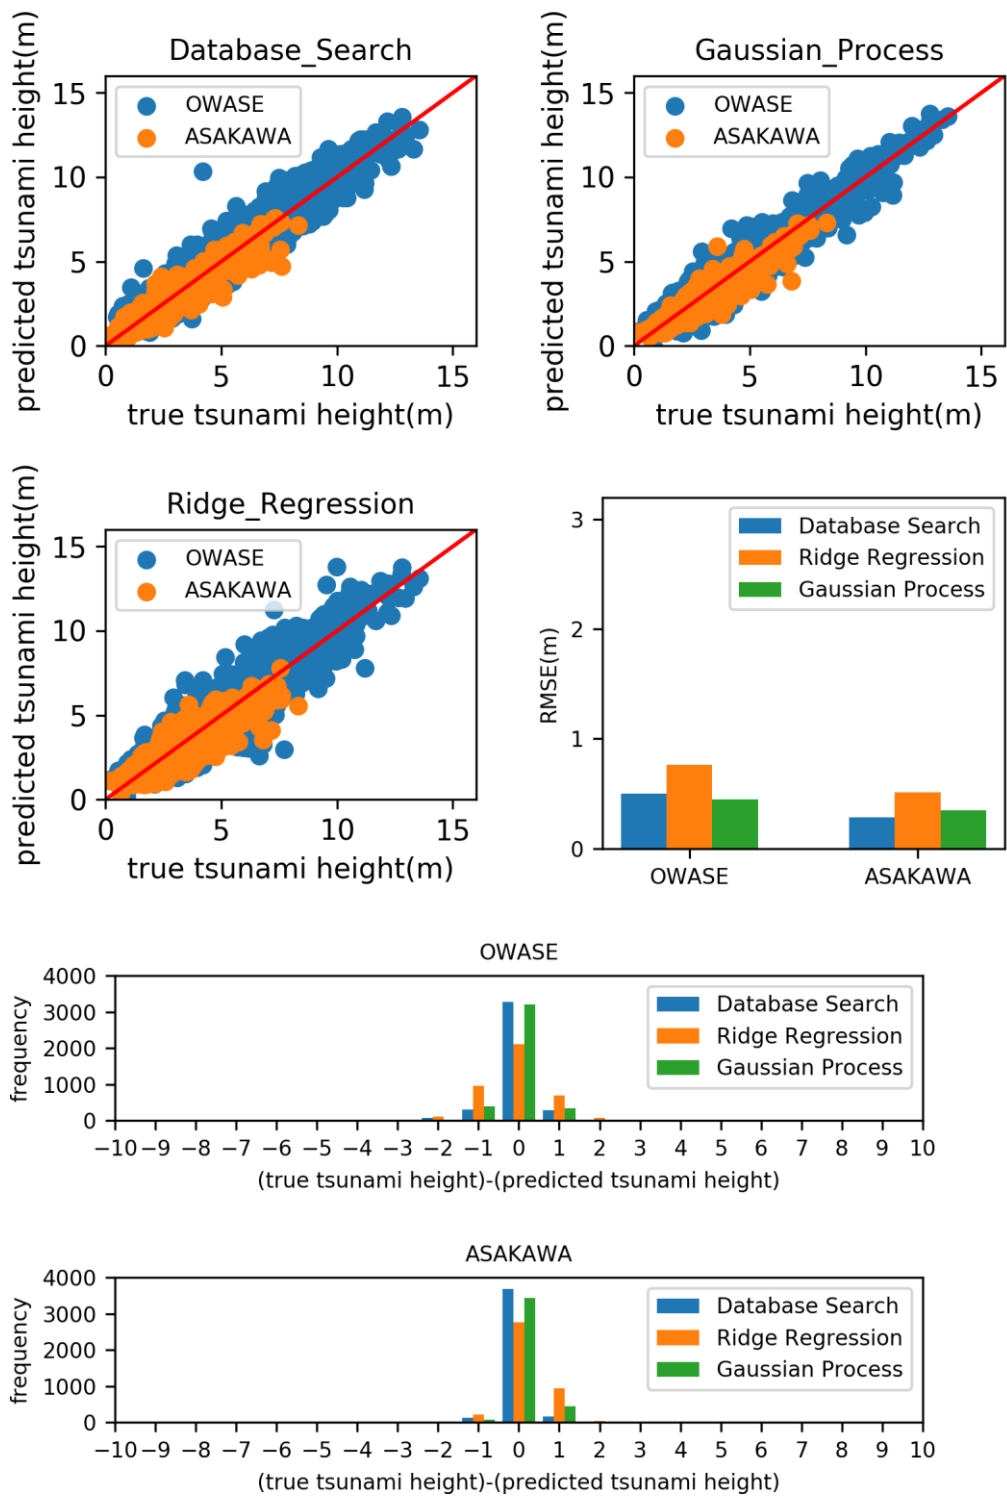 Database_Search
Gaussian_Process
predicted tsunami height(m)
15
10
5
0
OWASE
ASAKAWA
0 5 10 15
true tsunami height(m)
predicted tsunami height(m)
15
10
5
0
OWASE
ASAKAWA
0 5 10 15
true tsunami height(m)
Ridge_Regression
predicted tsunami height(m)
15
10
5
0
OWASE
ASAKAWA
0 5 10 15
true tsunami height(m)
RMSE(m)
3
2
1
0
Database Search
Ridge Regression
Gaussian Process
OWASE ASAKAWA
OWASE
frequency
4000
3000
2000
1000
0
Database Search
Ridge Regression
Gaussian Process
−10 −9 −8 −7 −6 −5 −4 −3 −2 −1 0 1 2 3 4 5 6 7 8 9 10
(true tsunami height)-(predicted tsunami height)
ASAKAWA
frequency
4000
3000
2000
1000
0
Database Search
Ridge Regression
Gaussian Process
−10 −9 −8 −7 −6 −5 −4 −3 −2 −1 0 1 2 3 4 5 6 7 8 9 10
(true tsunami height)-(predicted tsunami height)